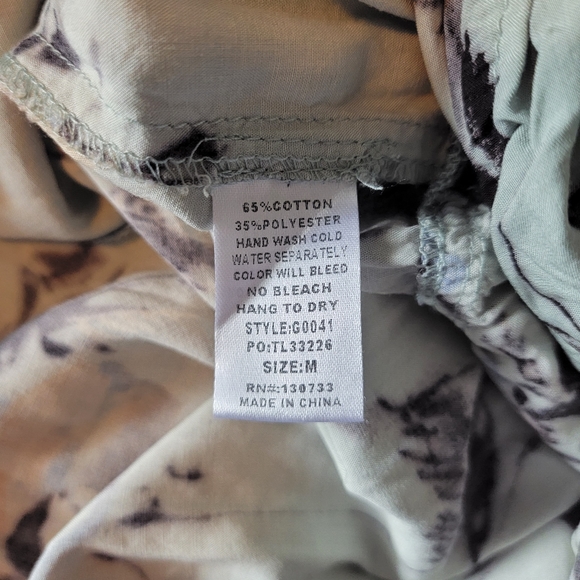 65%COTTON
35%POLYESTER
HAND WASH COLD
WATER SEPARATELY
COLOR WILL BLEED
NO BLEACH
HANG TO DRY
STYLE:G0041
PO:TL33226
SIZE:M
RN#:130733
MADE IN CHINA